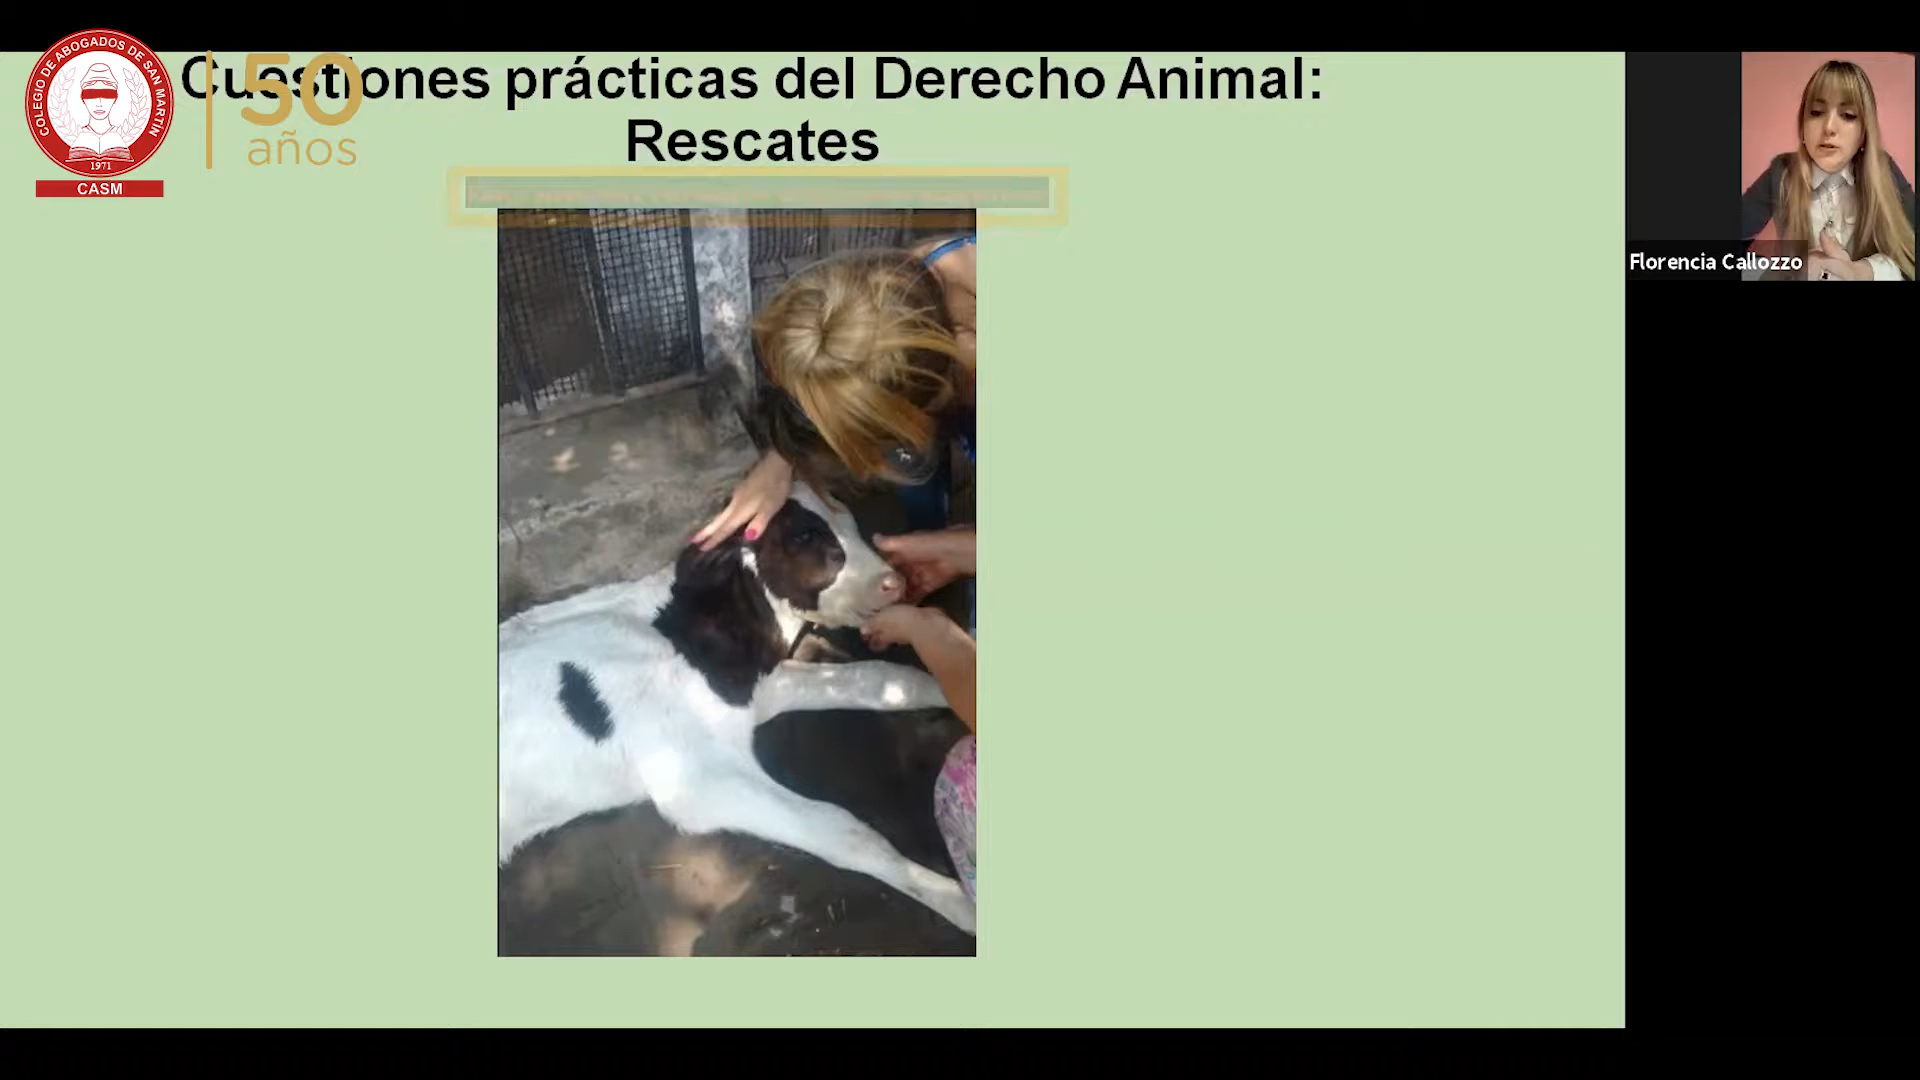 COLEGIO DE ABOGADOS DE SAN MARTIN
1971
CASM
50
años
Cuestiones prácticas del Derecho Animal:
Rescates
Florencia Callozzo